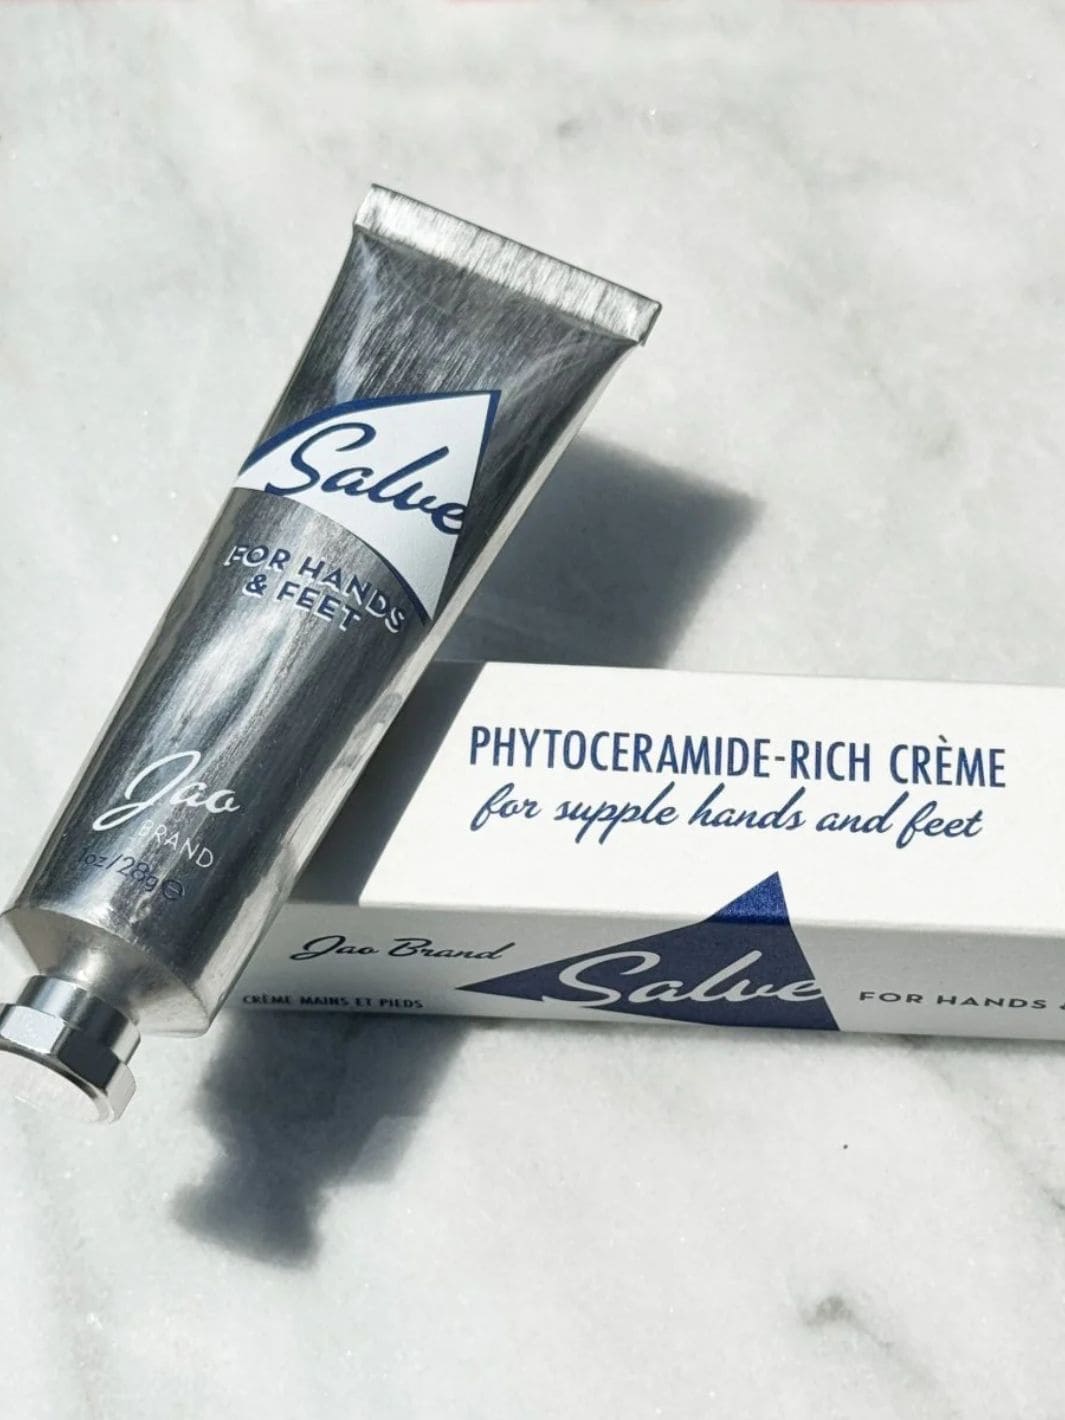 Salve
FOR HANDS
& FEET
Jao
BRAND
1oz/28g ℮
PHYTOCERAMIDE-RICH CRÈME
for supple hands and feet
Jao Brand
CRÈME MAINS ET PIEDS
Salve
FOR HANDS